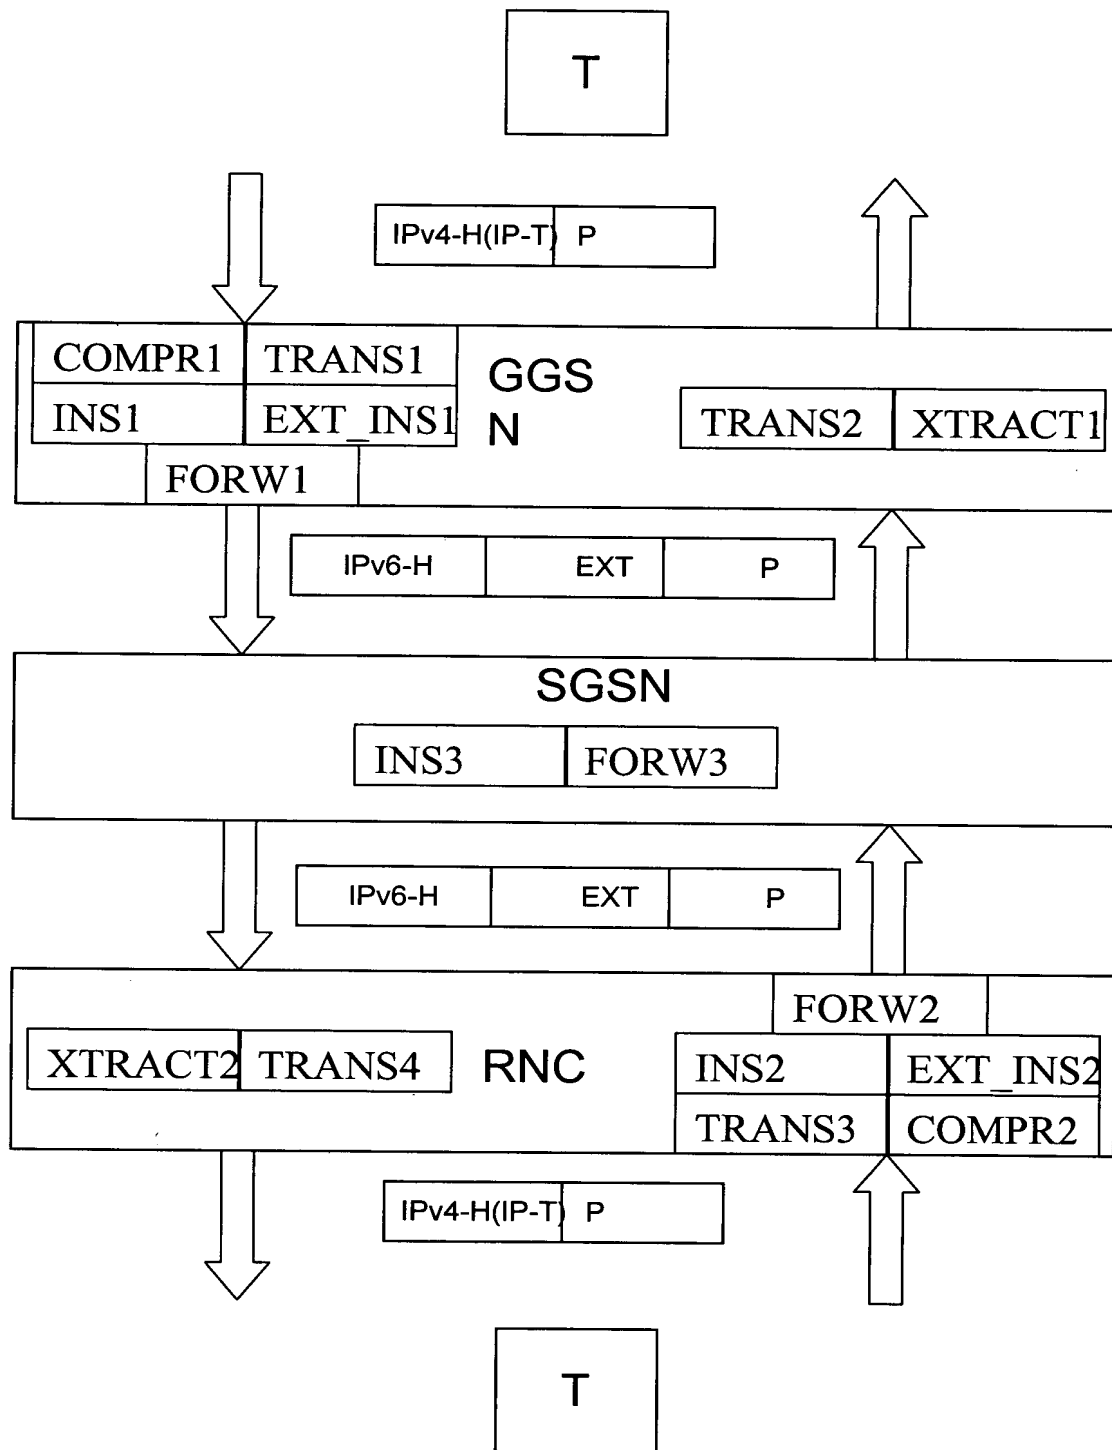 T
IPv4-H(IP-T) P
COMPR1 TRANS1
INS1 EXT_INS1
FORW1
GGS
N
TRANS2 XTRACT1
IPv6-H EXT P
SGSN
INS3 FORW3
IPv6-H EXT P
XTRACT2 TRANS4
RNC
FORW2
INS2 EXT_INS2
TRANS3 COMPR2
IPv4-H(IP-T) P
T